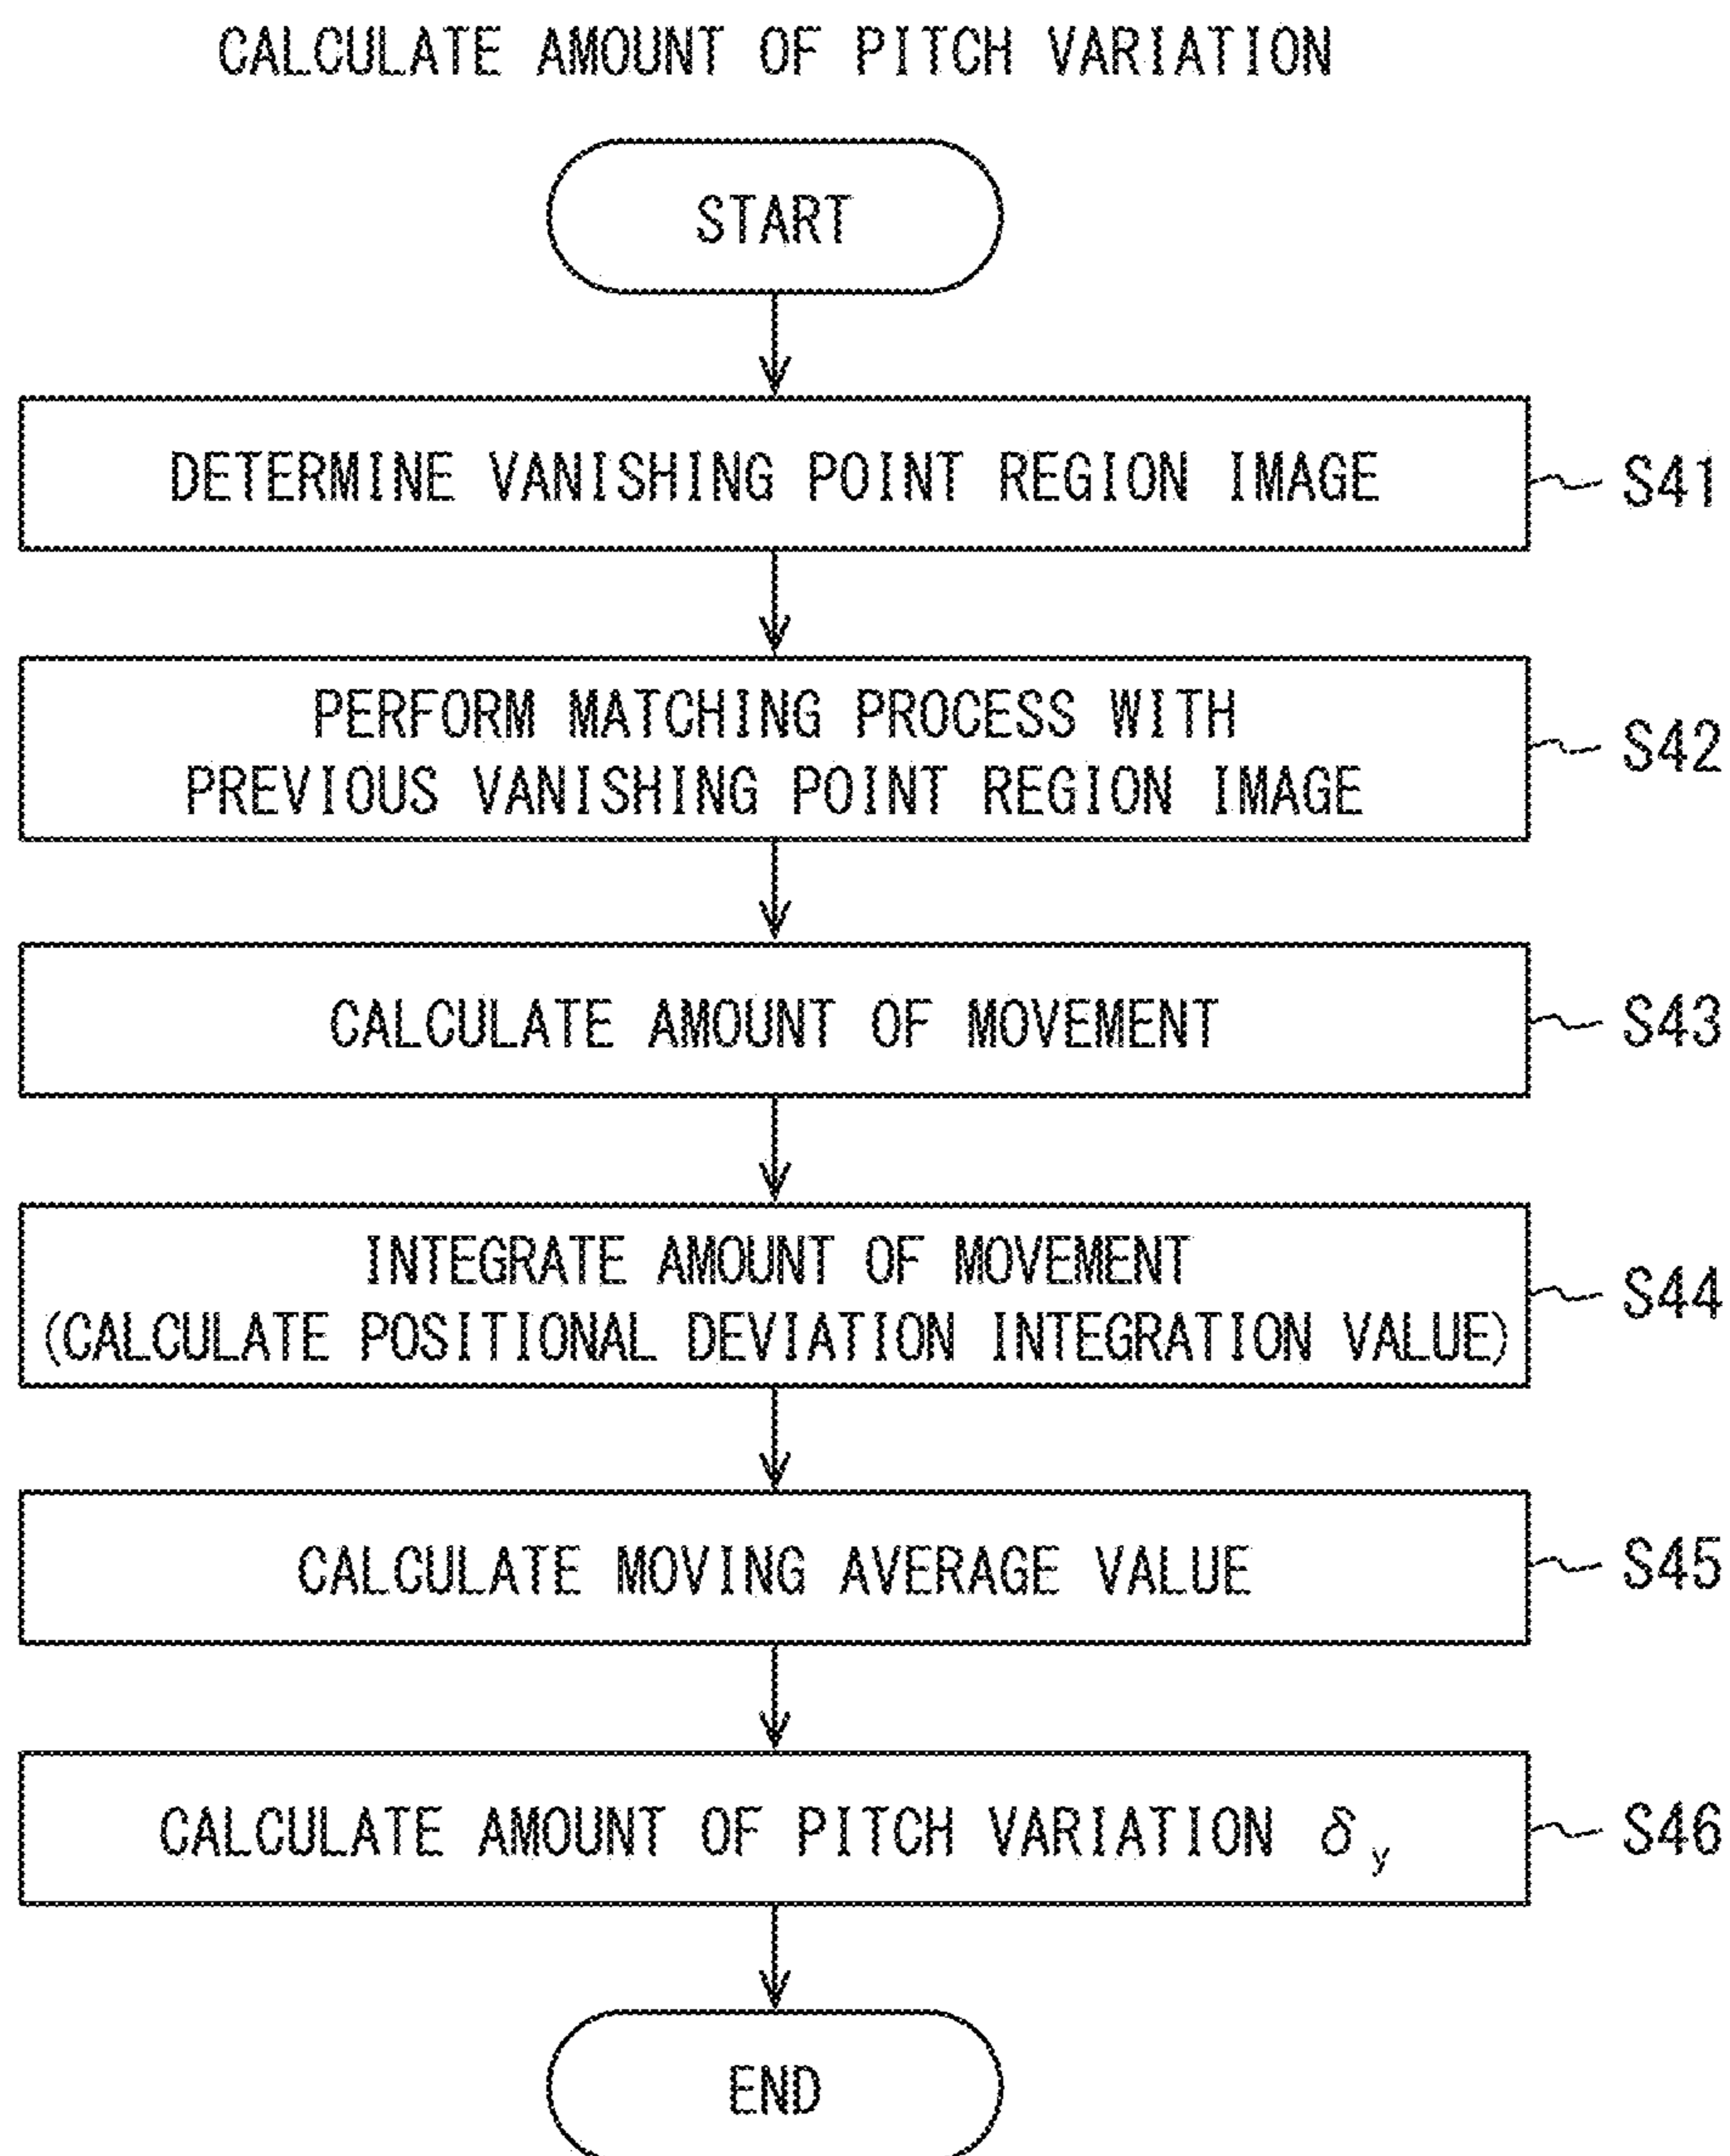 CALCULATE AMOUNT OF PITCH VARIATION
START
DETERMINE VANISHING POINT REGION IMAGE
S41
PERFORM MATCHING PROCESS WITH
PREVIOUS VANISHING POINT REGION IMAGE
S42
CALCULATE AMOUNT OF MOVEMENT
S43
INTEGRATE AMOUNT OF MOVEMENT
(CALCULATE POSITIONAL DEVIATION INTEGRATION VALUE)
S44
CALCULATE MOVING AVERAGE VALUE
S45
CALCULATE AMOUNT OF PITCH VARIATION δy
S46
END